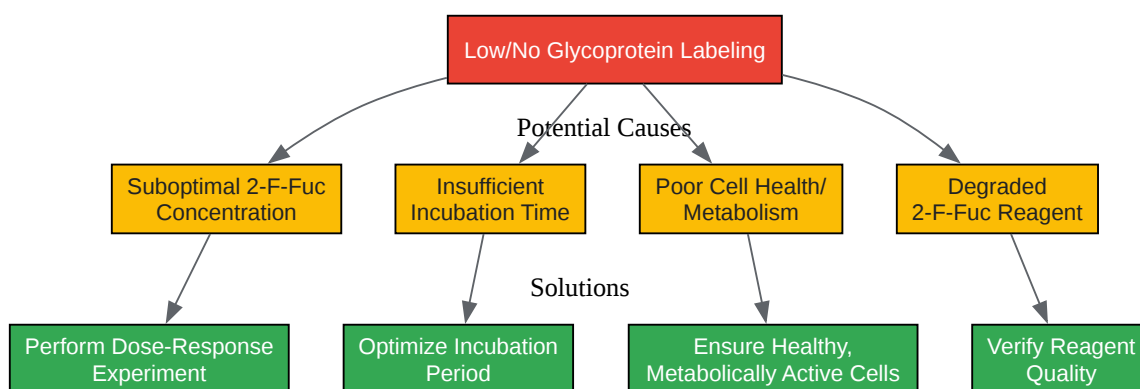 Low/No Glycoprotein Labeling
Potential Causes
Suboptimal 2-F-Fuc
Concentration
Insufficient
Incubation Time
Poor Cell Health/
Metabolism
Degraded
2-F-Fuc Reagent
Solutions
Perform Dose-Response
Experiment
Optimize Incubation
Period
Ensure Healthy,
Metabolically Active Cells
Verify Reagent
Quality